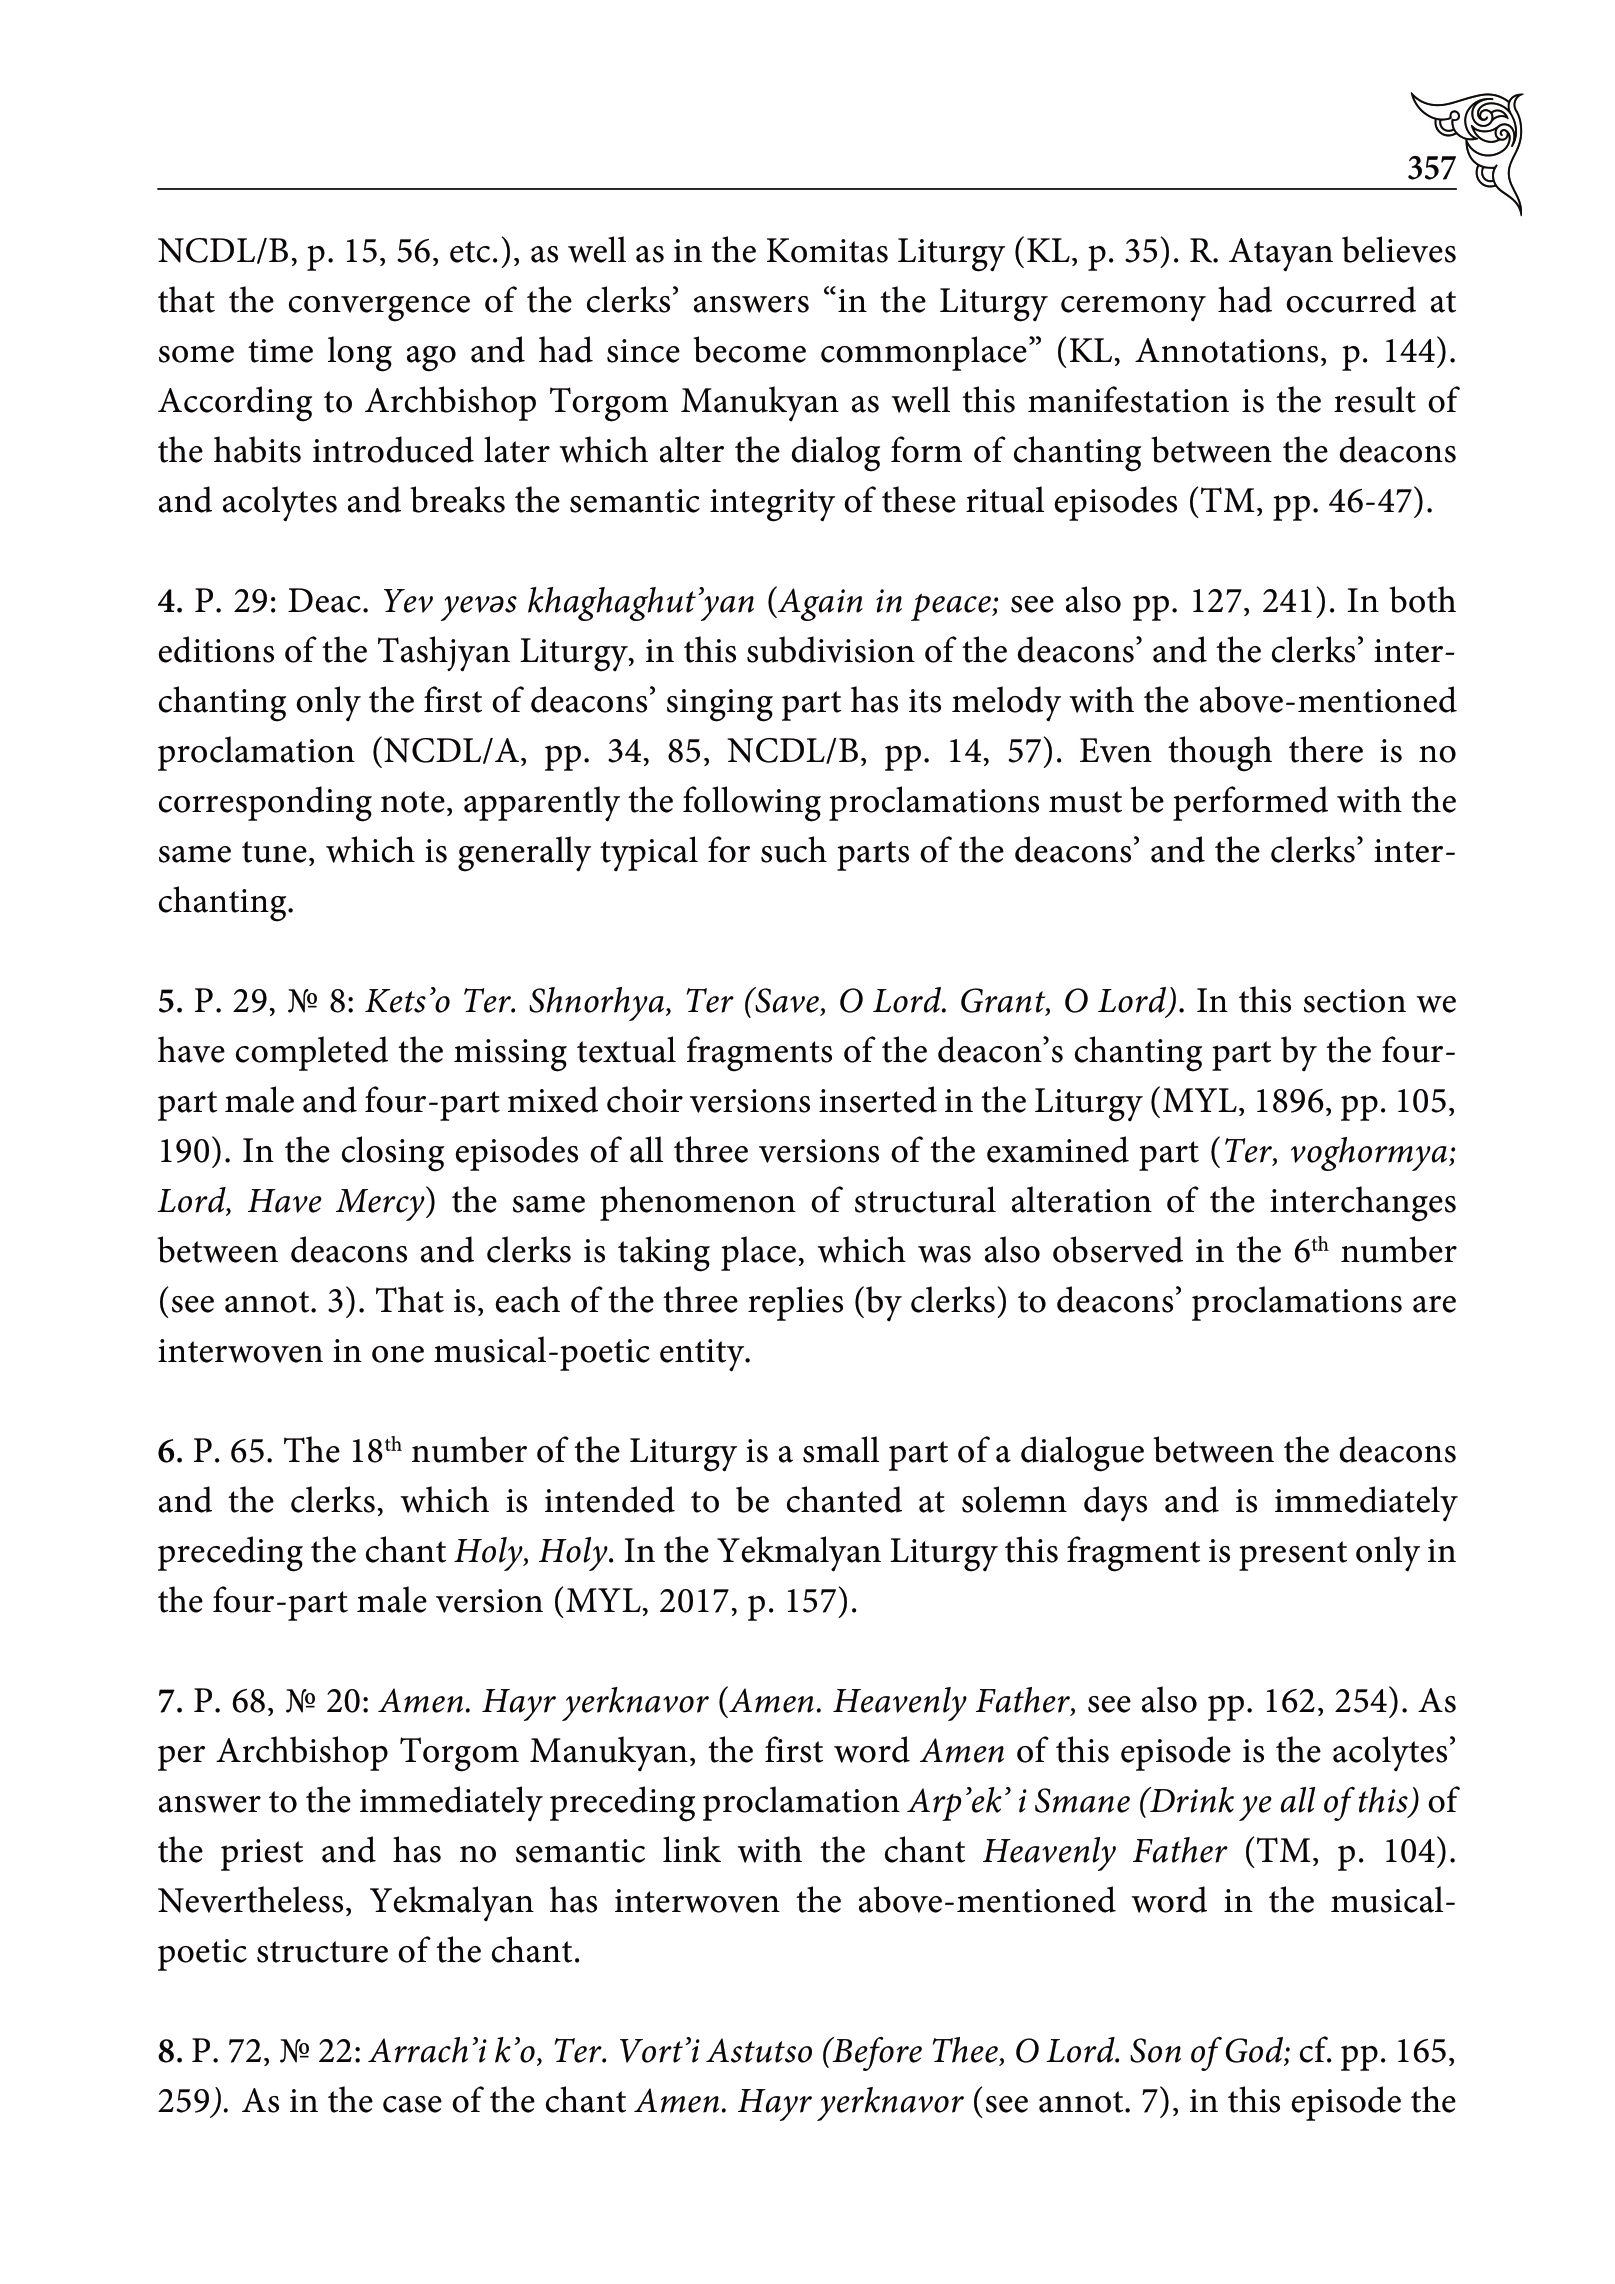 357
NCDL/B, p. 15, 56, etc.), as well as in the Komitas Liturgy (KL, p. 35). R. Atayan believes
that the convergence of the clerks’ answers “in the Liturgy ceremony had occurred at
some time long ago and had since become commonplace” (KL, Annotations, p. 144).
According to Archbishop Torgom Manukyan as well this manifestation is the result of
the habits introduced later which alter the dialog form of chanting between the deacons
and acolytes and breaks the semantic integrity of these ritual episodes (TM, pp. 46-47).
4. P. 29: Deac. Yev yevəs khaghaghut’yan (Again in peace; see also pp. 127, 241). In both
editions of the Tashjyan Liturgy, in this subdivision of the deacons’ and the clerks’ inter-
chanting only the first of deacons’ singing part has its melody with the above-mentioned
proclamation (NCDL/A, pp. 34, 85, NCDL/B, pp. 14, 57). Even though there is no
corresponding note, apparently the following proclamations must be performed with the
same tune, which is generally typical for such parts of the deacons’ and the clerks’ inter-
chanting.
5. P. 29, № 8: Kets’o Ter. Shnorhya, Ter (Save, O Lord. Grant, O Lord). In this section we
have completed the missing textual fragments of the deacon’s chanting part by the four-
part male and four-part mixed choir versions inserted in the Liturgy (MYL, 1896, pp. 105,
190). In the closing episodes of all three versions of the examined part (Ter, voghormya;
Lord, Have Mercy) the same phenomenon of structural alteration of the interchanges
between deacons and clerks is taking place, which was also observed in the 6th number
(see annot. 3). That is, each of the three replies (by clerks) to deacons’ proclamations are
interwoven in one musical-poetic entity.
6. P. 65. The 18th number of the Liturgy is a small part of a dialogue between the deacons
and the clerks, which is intended to be chanted at solemn days and is immediately
preceding the chant Holy, Holy. In the Yekmalyan Liturgy this fragment is present only in
the four-part male version (MYL, 2017, p. 157).
7. P. 68, № 20: Amen. Hayr yerknavor (Amen. Heavenly Father, see also pp. 162, 254). As
per Archbishop Torgom Manukyan, the first word Amen of this episode is the acolytes’
answer to the immediately preceding proclamation Arp’ek’ i Smane (Drink ye all of this) of
the priest and has no semantic link with the chant Heavenly Father (TM, p. 104).
Nevertheless, Yekmalyan has interwoven the above-mentioned word in the musical-
poetic structure of the chant.
8. P. 72, № 22: Arrach’i k’o, Ter. Vort’i Astutso (Before Thee, O Lord. Son of God; cf. pp. 165,
259). As in the case of the chant Amen. Hayr yerknavor (see annot. 7), in this episode the